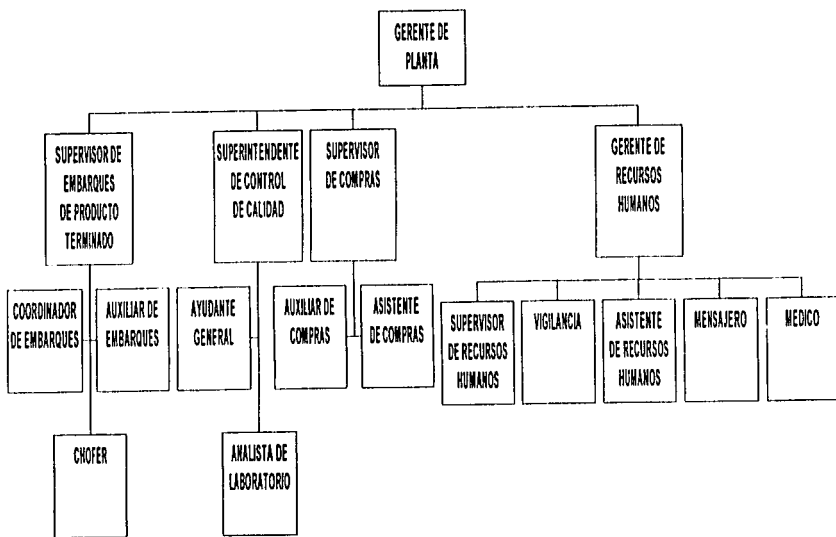 GERENTE DE
PLANTA
SUPERVISOR DE
EMBARQUES
DE PRODUCTO
TERMINADO
SUPERINTENDENTE
DE CONTROL
DE CALIDAD
SUPERVISOR
DE COMPRAS
GERENTE DE
RECURSOS
HUMANOS
COORDINADOR
DE EMBARQUES
AUXILIAR DE
EMBARQUES
AYUDANTE
GENERAL
AUXILIAR DE
COMPRAS
ASISTENTE
DE COMPRAS
SUPERVISOR
DE RECURSOS
HUMANOS
VIGILANCIA
ASISTENTE
DE RECURSOS
HUMANOS
MENSAJERO
MEDICO
CHOFER
ANALISTA DE
LABORATORIO